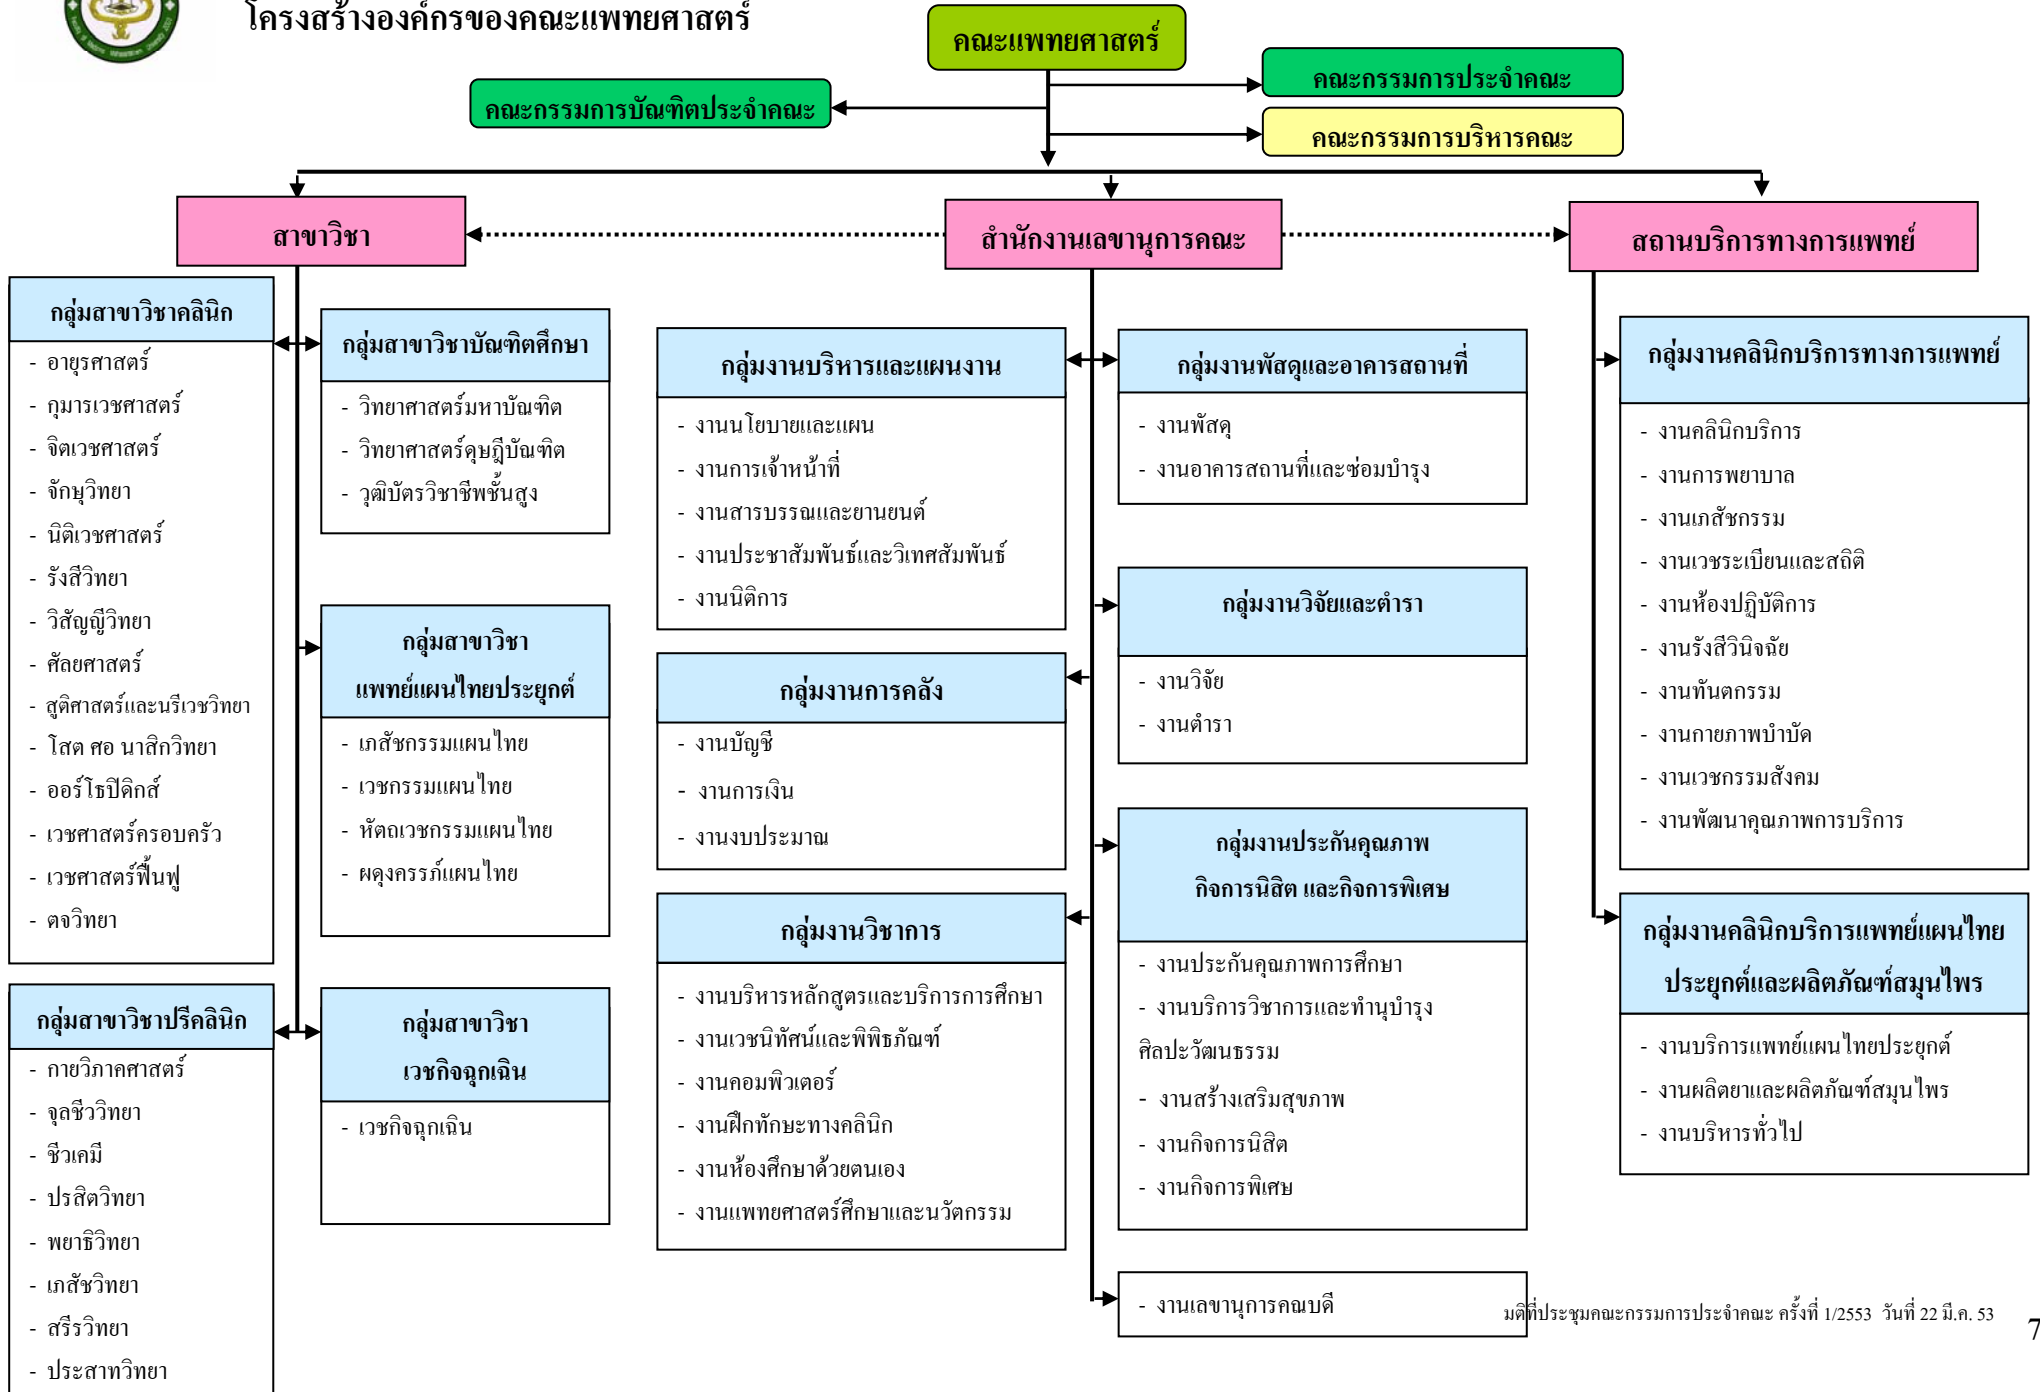 โครงสร้างองค์กรของคณะแพทยศาสตร์
คณะแพทยศาสตร์
คณะกรรมการประจำคณะ
คณะกรรมการบัณฑิตประจำคณะ
คณะกรรมการบริหารคณะ
สาขาวิชา
สำนักงานเลขานุการคณะ
สถานบริการทางการแพทย์
กลุ่มสาขาวิชาคลินิก
- อายุรศาสตร์
- กุมารเวชศาสตร์
- จิตเวชศาสตร์
- จักษุวิทยา
- นิติเวชศาสตร์
- รังสีวิทยา
- วิสัญญีวิทยา
- ศัลยศาสตร์
- สูติศาสตร์และนรีเวชวิทยา
- โสต ศอ นาสิกวิทยา
- ออร์โธปิดิกส์
- เวชศาสตร์ครอบครัว
- เวชศาสตร์ฟื้นฟู
- ตจวิทยา
กลุ่มสาขาวิชาปรีคลินิก
- กายวิภาคศาสตร์
- จุลชีววิทยา
- ชีวเคมี
- ปรสิตวิทยา
- พยาธิวิทยา
- เภสัชวิทยา
- สรีรวิทยา
- ประสาทวิทยา
กลุ่มสาขาวิชาบัณฑิตศึกษา
- วิทยาศาสตร์มหาบัณฑิต
- วิทยาศาสตร์ดุษฎีบัณฑิต
- วุฒิบัตรวิชาชีพชั้นสูง
กลุ่มสาขาวิชา
แพทย์แผนไทยประยุกต์
- เภสัชกรรมแผนไทย
- เวชกรรมแผนไทย
- หัตถเวชกรรมแผนไทย
- ผดุงครรภ์แผนไทย
กลุ่มสาขาวิชา
เวชกิจฉุกเฉิน
- เวชกิจฉุกเฉิน
กลุ่มงานบริหารและแผนงาน
- งานนโยบายและแผน
- งานการเจ้าหน้าที่
- งานสารบรรณและยานยนต์
- งานประชาสัมพันธ์และวิเทศสัมพันธ์
- งานนิติการ
กลุ่มงานการคลัง
- งานบัญชี
- งานการเงิน
- งานงบประมาณ
กลุ่มงานวิชาการ
- งานบริหารหลักสูตรและบริการการศึกษา
- งานเวชนิทัศน์และพิพิธภัณฑ์
- งานคอมพิวเตอร์
- งานฝึกทักษะทางคลินิก
- งานห้องศึกษาด้วยตนเอง
- งานแพทยศาสตร์ศึกษาและนวัตกรรม
กลุ่มงานพัสดุและอาคารสถานที่
- งานพัสดุ
- งานอาคารสถานที่และซ่อมบำรุง
กลุ่มงานวิจัยและตำรา
- งานวิจัย
- งานตำรา
กลุ่มงานประกันคุณภาพ
กิจการนิสิต และกิจการพิเศษ
- งานประกันคุณภาพการศึกษา
- งานบริการวิชาการและทำนุบำรุง
ศิลปะวัฒนธรรม
- งานสร้างเสริมสุขภาพ
- งานกิจการนิสิต
- งานกิจการพิเศษ
- งานเลขานุการคณบดี
กลุ่มงานคลินิกบริการทางการแพทย์
- งานคลินิกบริการ
- งานการพยาบาล
- งานเภสัชกรรม
- งานเวชระเบียนและสถิติ
- งานห้องปฏิบัติการ
- งานรังสีวินิจฉัย
- งานทันตกรรม
- งานกายภาพบำบัด
- งานเวชกรรมสังคม
- งานพัฒนาคุณภาพการบริการ
กลุ่มงานคลินิกบริการแพทย์แผนไทย
ประยุกต์และผลิตภัณฑ์สมุนไพร
- งานบริการแพทย์แผนไทยประยุกต์
- งานผลิตยาและผลิตภัณฑ์สมุนไพร
- งานบริหารทั่วไป
มติที่ประชุมคณะกรรมการประจำคณะ ครั้งที่ 1/2553 วันที่ 22 มี.ค. 53
7